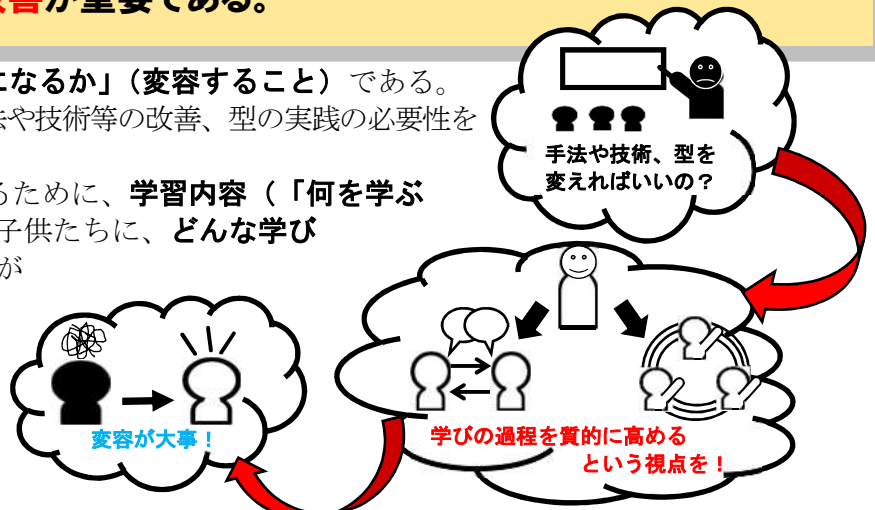 改善が重要である。
になるか」（変容すること）である。
法や技術等の改善、型の実践の必要性を
るために、学習内容（「何を学ぶ
子供たちに、どんな学び
が
手法や技術、型を
変えればいいの？
変容が大事！
学びの過程を質的に高める
という視点を！